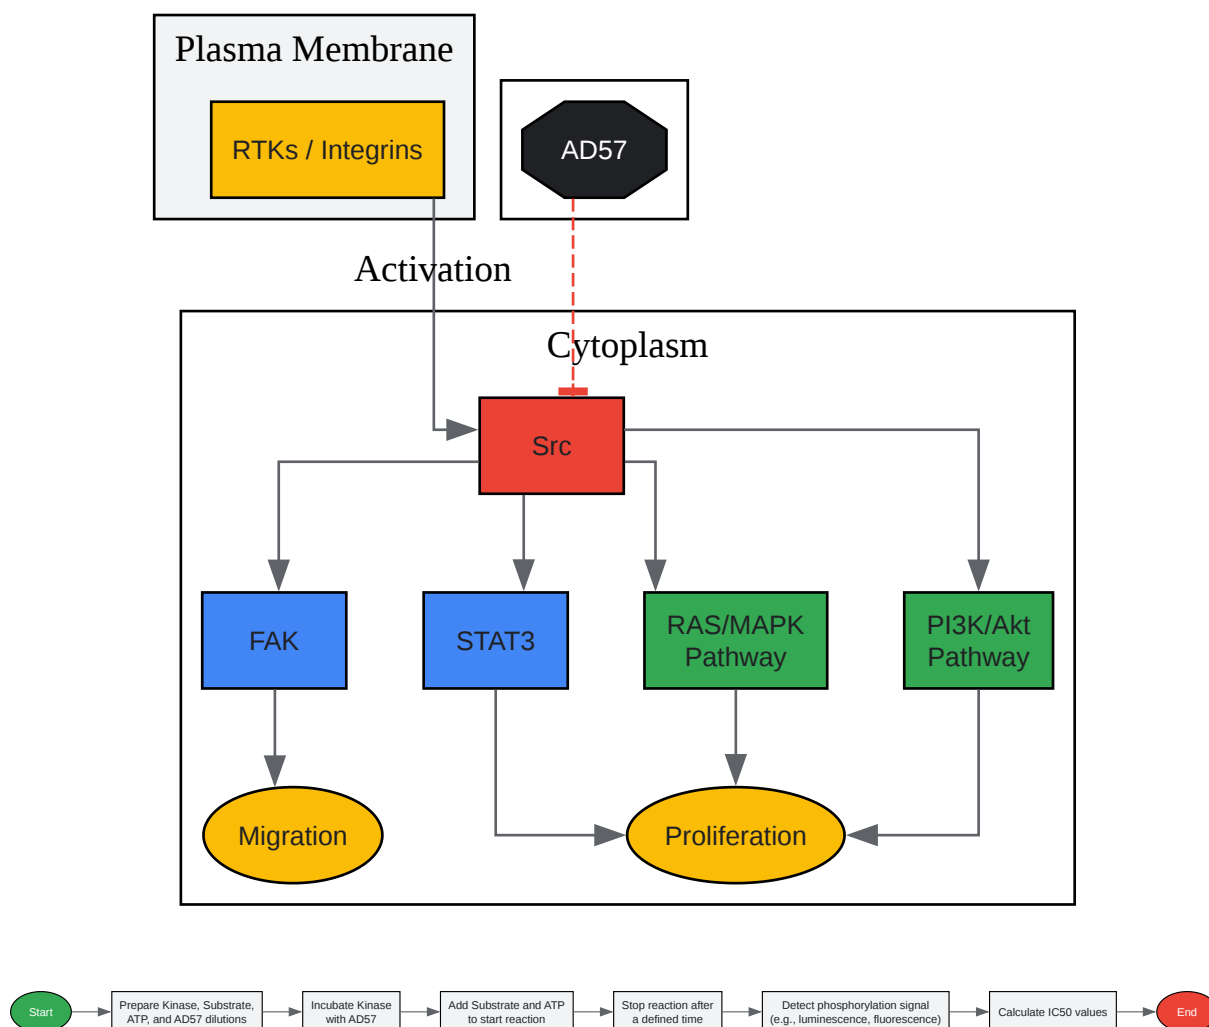 Plasma Membrane
RTKs / Integrins
AD57
Activation
Cytoplasm
Src
FAK
STAT3
RAS/MAPK
Pathway
PI3K/Akt
Pathway
Migration
Proliferation
Start
Prepare Kinase, Substrate,
ATP, and AD57 dilutions
Incubate Kinase
with AD57
Add Substrate and ATP
to start reaction
Stop reaction after
a defined time
Detect phosphorylation signal
(e.g., luminescence, fluorescence)
Calculate IC50 values
End